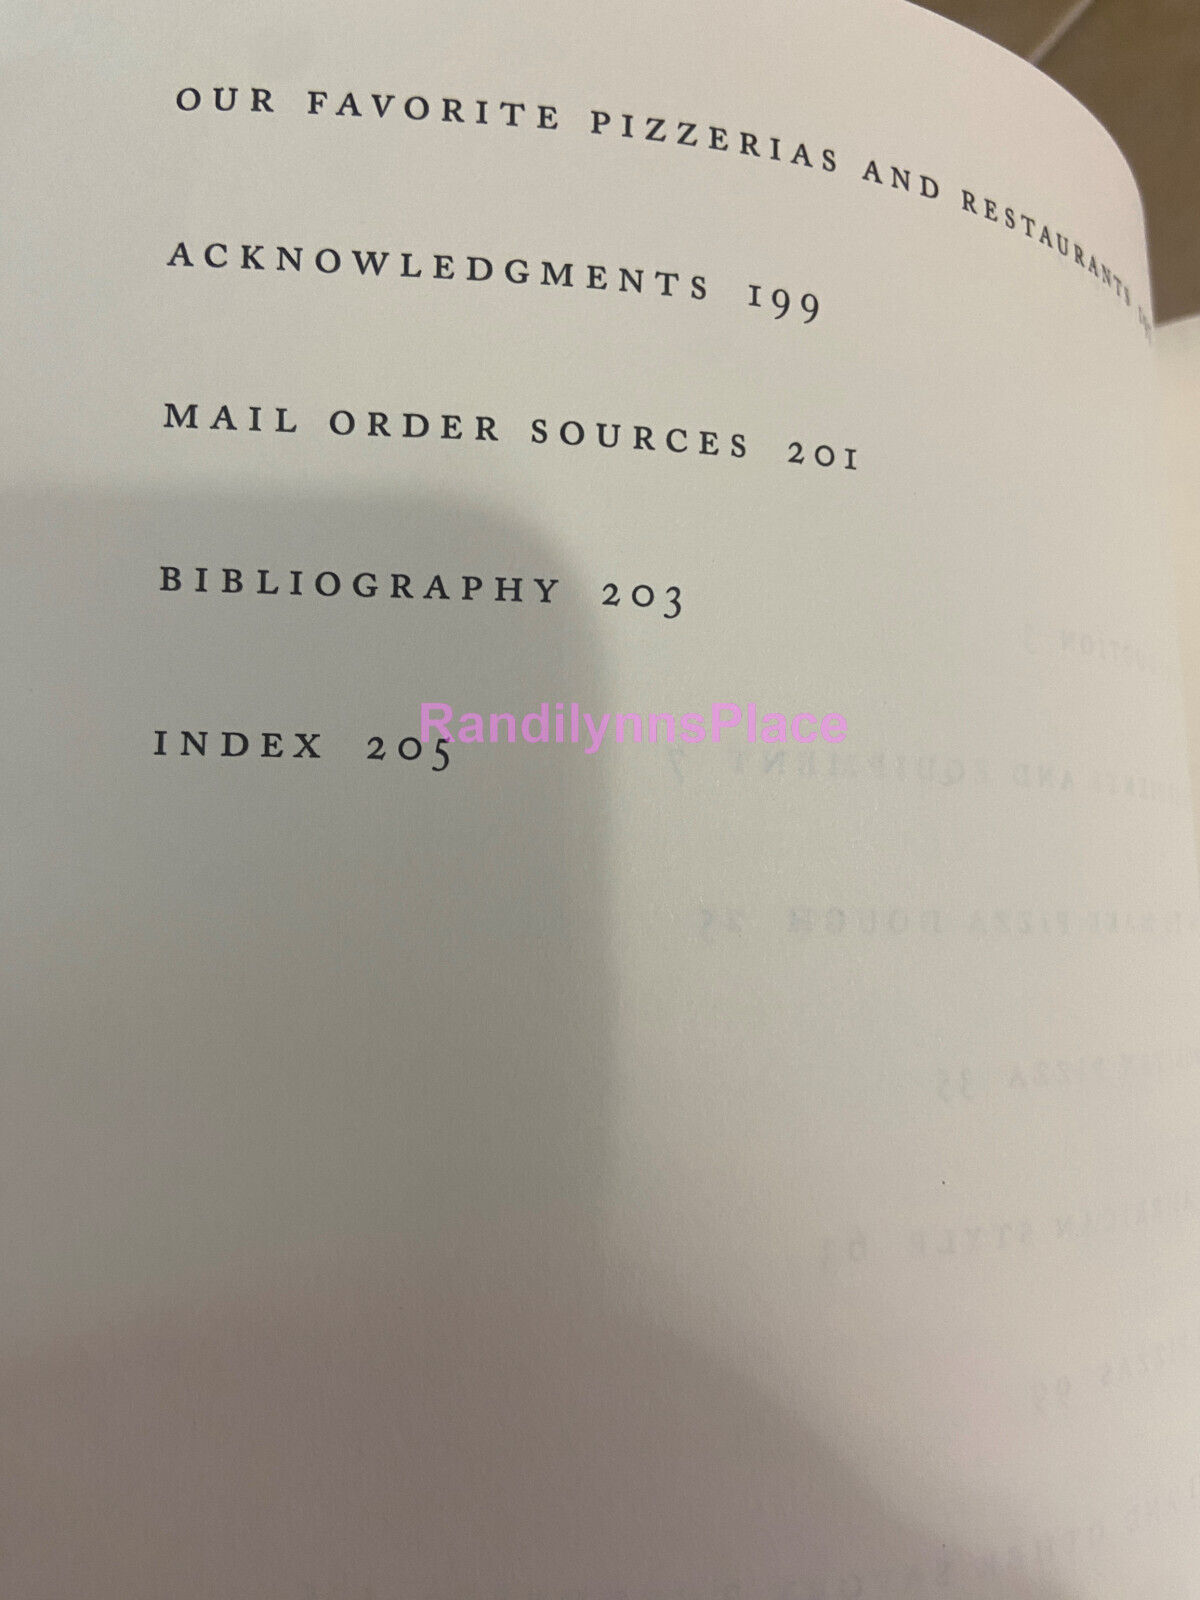 OUR FAVORITE PIZZERIAS AND RESTAURANTS
ACKNOWLEDGMENTS 199
MAIL ORDER SOURCES 201
BIBLIOGRAPHY 203
RandilynnsPlace
INDEX 205